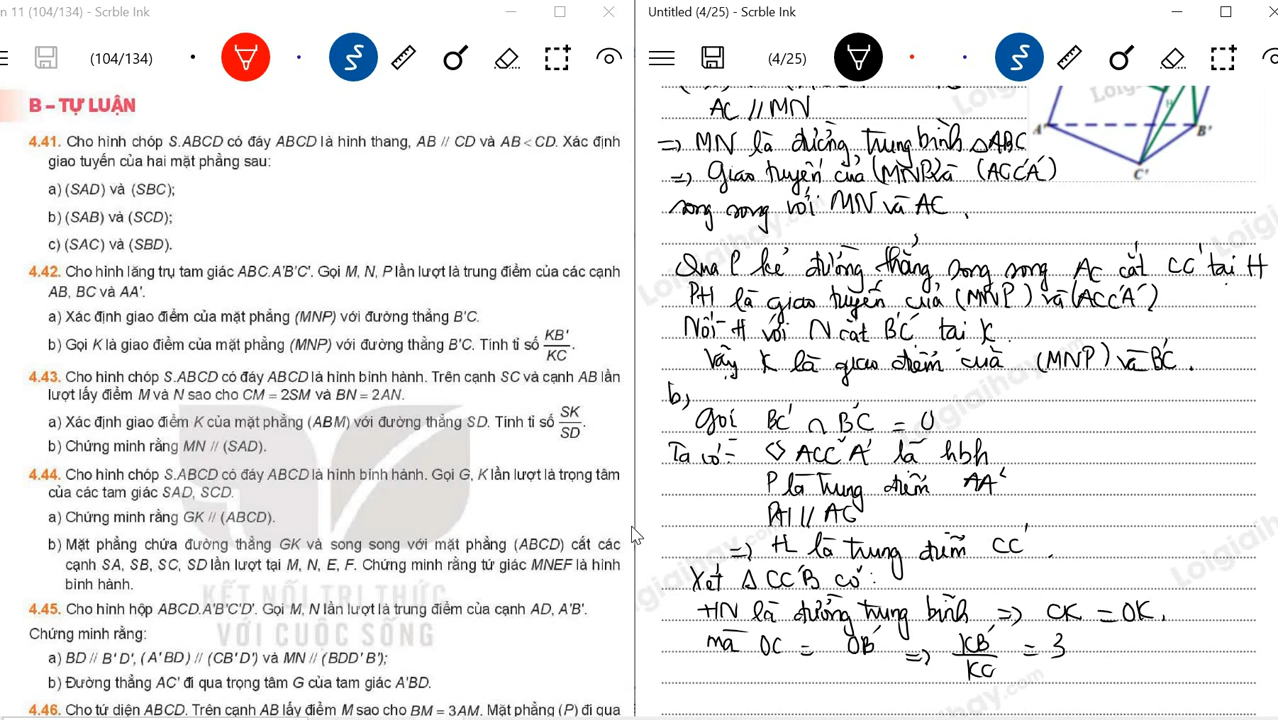 n 11 (104/134) - Scrble Ink
(104/134)
B – TỰ LUẬN
4.41. Cho hình chóp S.ABCD có đáy ABCD là hình thang, AB // CD và AB < CD. Xác định
giao tuyến của hai mặt phẳng sau:
a) (SAD) và (SBC);
b) (SAB) và (SCD);
c) (SAC) và (SBD).
4.42. Cho hình lăng trụ tam giác ABC.A'B'C'. Gọi M, N, P lần lượt là trung điểm của các cạnh
AB, BC và AA'.
a) Xác định giao điểm của mặt phẳng (MNP) với đường thẳng B'C.
b) Gọi K là giao điểm của mặt phẳng (MNP) với đường thẳng B'C. Tính tỉ số KB'/KC.
4.43. Cho hình chóp S.ABCD có đáy ABCD là hình bình hành. Trên cạnh SC và cạnh AB lần
lượt lấy điểm M và N sao cho CM = 2SM và BN = 2AN.
a) Xác định giao điểm K của mặt phẳng (ABM) với đường thẳng SD. Tính tỉ số SK/SD.
b) Chứng minh rằng MN // (SAD).
4.44. Cho hình chóp S.ABCD có đáy ABCD là hình bình hành. Gọi G, K lần lượt là trọng tâm
của các tam giác SAD, SCD.
a) Chứng minh rằng GK // (ABCD).
b) Mặt phẳng chứa đường thẳng GK và song song với mặt phẳng (ABCD) cắt các
cạnh SA, SB, SC, SD lần lượt tại M, N, E, F. Chứng minh rằng tứ giác MNEF là hình
bình hành.
KẾT NỐI TRI THỨC
VỚI CUỘC SỐNG
4.45. Cho hình hộp ABCD.A'B'C'D'. Gọi M, N lần lượt là trung điểm của cạnh AD, A'B'.
Chứng minh rằng:
a) BD // B'D', (A'BD) // (CB'D') và MN // (BDD'B');
b) Đường thẳng AC' đi qua trọng tâm G của tam giác A'BD.
4.46. Cho tứ diện ABCD. Trên cạnh AB lấy điểm M sao cho BM = 3AM. Mặt phẳng (P) đi qua
Untitled (4/25) - Scrble Ink
(4/25)
AC // MN
=> MN là đường trung bình ΔABC
=> Giao tuyến của (MNP) và (ACC'A')
song song với MN và AC.
H
A'
B'
C'
Qua P kẻ đường thẳng song song AC cắt CC' tại H
PH là giao tuyến của (MNP) và (ACC'A')
Nối H với N cắt B'C tại K
Vậy K là giao điểm của (MNP) và B'C.
b,
Gọi BC' ∩ B'C = O
Ta có: ◇ ACC'A' là hbh
P là trung điểm AA'
PH // AC
=> H là trung điểm CC'.
Xét Δ CC'B có:
HN là đường trung bình => CK = OK.
mà OC = OB' => KB'/KC = 3
Loigiaihay.com